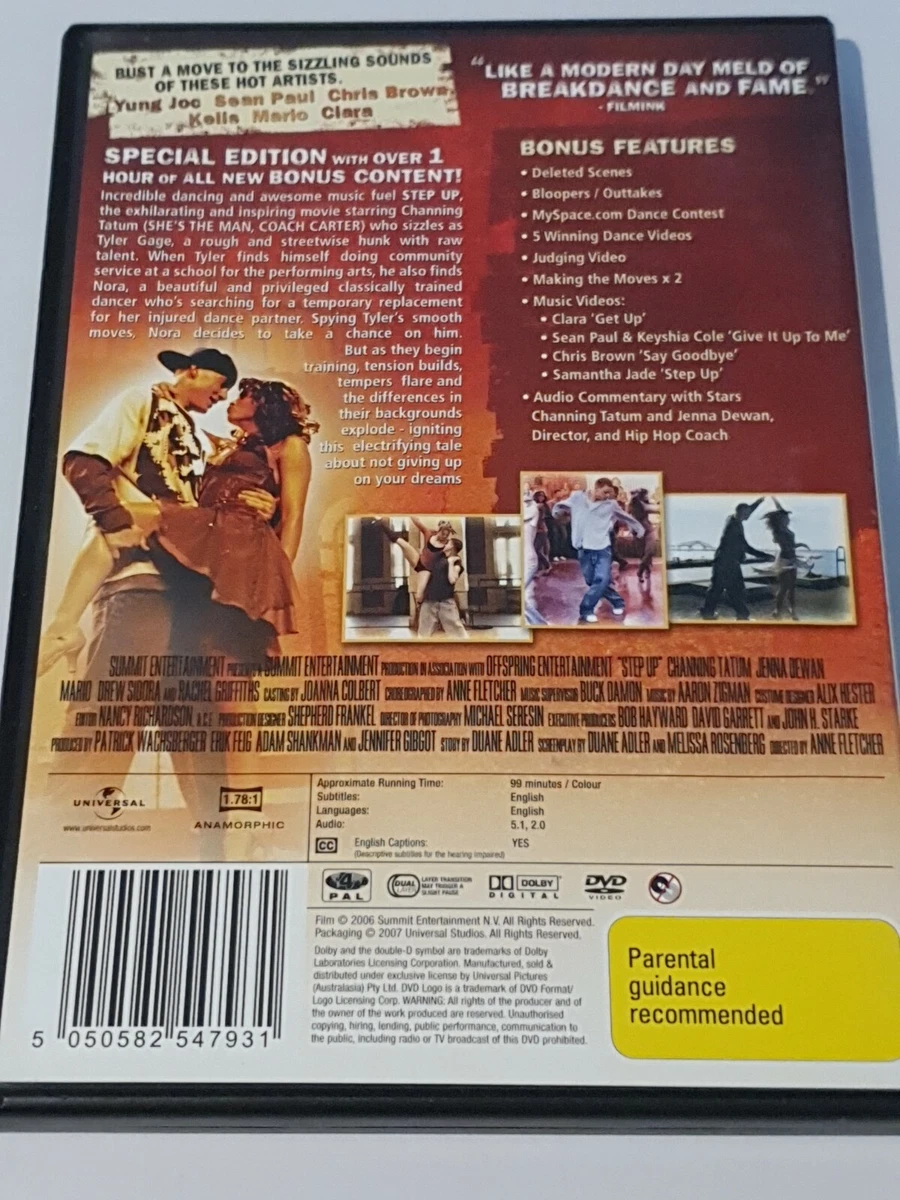 BUST A MOVE TO THE SIZZLING SOUNDS
OF THESE HOT ARTISTS.
Yung Joc Sean Paul Chris Brown
Kelis Mario Ciara
"LIKE A MODERN DAY MELD OF
BREAKDANCE AND FAME."
- FILMINK
SPECIAL EDITION WITH OVER 1
HOUR OF ALL NEW BONUS CONTENT!
Incredible dancing and awesome music fuel STEP UP,
the exhilarating and inspiring movie starring Channing
Tatum (SHE'S THE MAN, COACH CARTER) who sizzles as
Tyler Gage, a rough and streetwise hunk with raw
talent. When Tyler finds himself doing community
service at a school for the performing arts, he also finds
Nora, a beautiful and privileged classically trained
dancer who's searching for a temporary replacement
for her injured dance partner. Spying Tyler's smooth
moves, Nora decides to take a chance on him.
But as they begin
training, tension builds,
tempers flare and
the differences in
their backgrounds
explode - igniting
this electrifying tale
about not giving up
on your dreams
BONUS FEATURES
• Deleted Scenes
• Bloopers / Outtakes
• MySpace.com Dance Contest
• 5 Winning Dance Videos
• Judging Video
• Making the Moves x 2
• Music Videos:
• Ciara 'Get Up'
• Sean Paul & Keyshia Cole 'Give It Up To Me'
• Chris Brown 'Say Goodbye'
• Samantha Jade 'Step Up'
• Audio Commentary with Stars
Channing Tatum and Jenna Dewan,
Director, and Hip Hop Coach
SUMMIT ENTERTAINMENT PRESENTS A SUMMIT ENTERTAINMENT PRODUCTION IN ASSOCIATION WITH OFFSPRING ENTERTAINMENT "STEP UP" CHANNING TATUM JENNA DEWAN
MARIO DREW SIDORA AND RACHEL GRIFFITHS CASTING BY JOANNA COLBERT CHOREOGRAPHED BY ANNE FLETCHER MUSIC SUPERVISOR BUCK DAMON MUSIC BY AARON ZIGMAN COSTUME DESIGNER ALIX HESTER
EDITOR NANCY RICHARDSON, A.C.E. PRODUCTION DESIGNER SHEPHERD FRANKEL DIRECTOR OF PHOTOGRAPHY MICHAEL SERESIN EXECUTIVE PRODUCERS BOB HAYWARD DAVID GARRETT AND JOHN H. STARKE
PRODUCED BY PATRICK WACHSBERGER ERIK FEIG ADAM SHANKMAN AND JENNIFER GIBGOT STORY BY DUANE ADLER SCREENPLAY BY DUANE ADLER AND MELISSA ROSENBERG DIRECTED BY ANNE FLETCHER
UNIVERSAL
www.universalstudios.com
1.78:1
ANAMORPHIC
Approximate Running Time: 99 minutes / Colour
Subtitles: English
Languages: English
Audio: 5.1, 2.0
CC English Captions: YES
(Descriptive subtitles for the hearing impaired)
4
PAL
DUAL LAYER
LAYER TRANSITION
MAY TRIGGER A
SLIGHT PAUSE
DOLBY
DIGITAL
DVD
VIDEO
Film © 2006 Summit Entertainment N.V. All Rights Reserved.
Packaging © 2007 Universal Studios. All Rights Reserved.
Dolby and the double-D symbol are trademarks of Dolby
Laboratories Licensing Corporation. Manufactured, sold &
distributed under exclusive license by Universal Pictures
(Australasia) Pty Ltd. DVD Logo is a trademark of DVD Format/
Logo Licensing Corp. WARNING: All rights of the producer and of
the owner of the work produced are reserved. Unauthorised
copying, hiring, lending, public performance, communication to
the public, including radio or TV broadcast of this DVD prohibited.
Parental
guidance
recommended
5 050582 547931